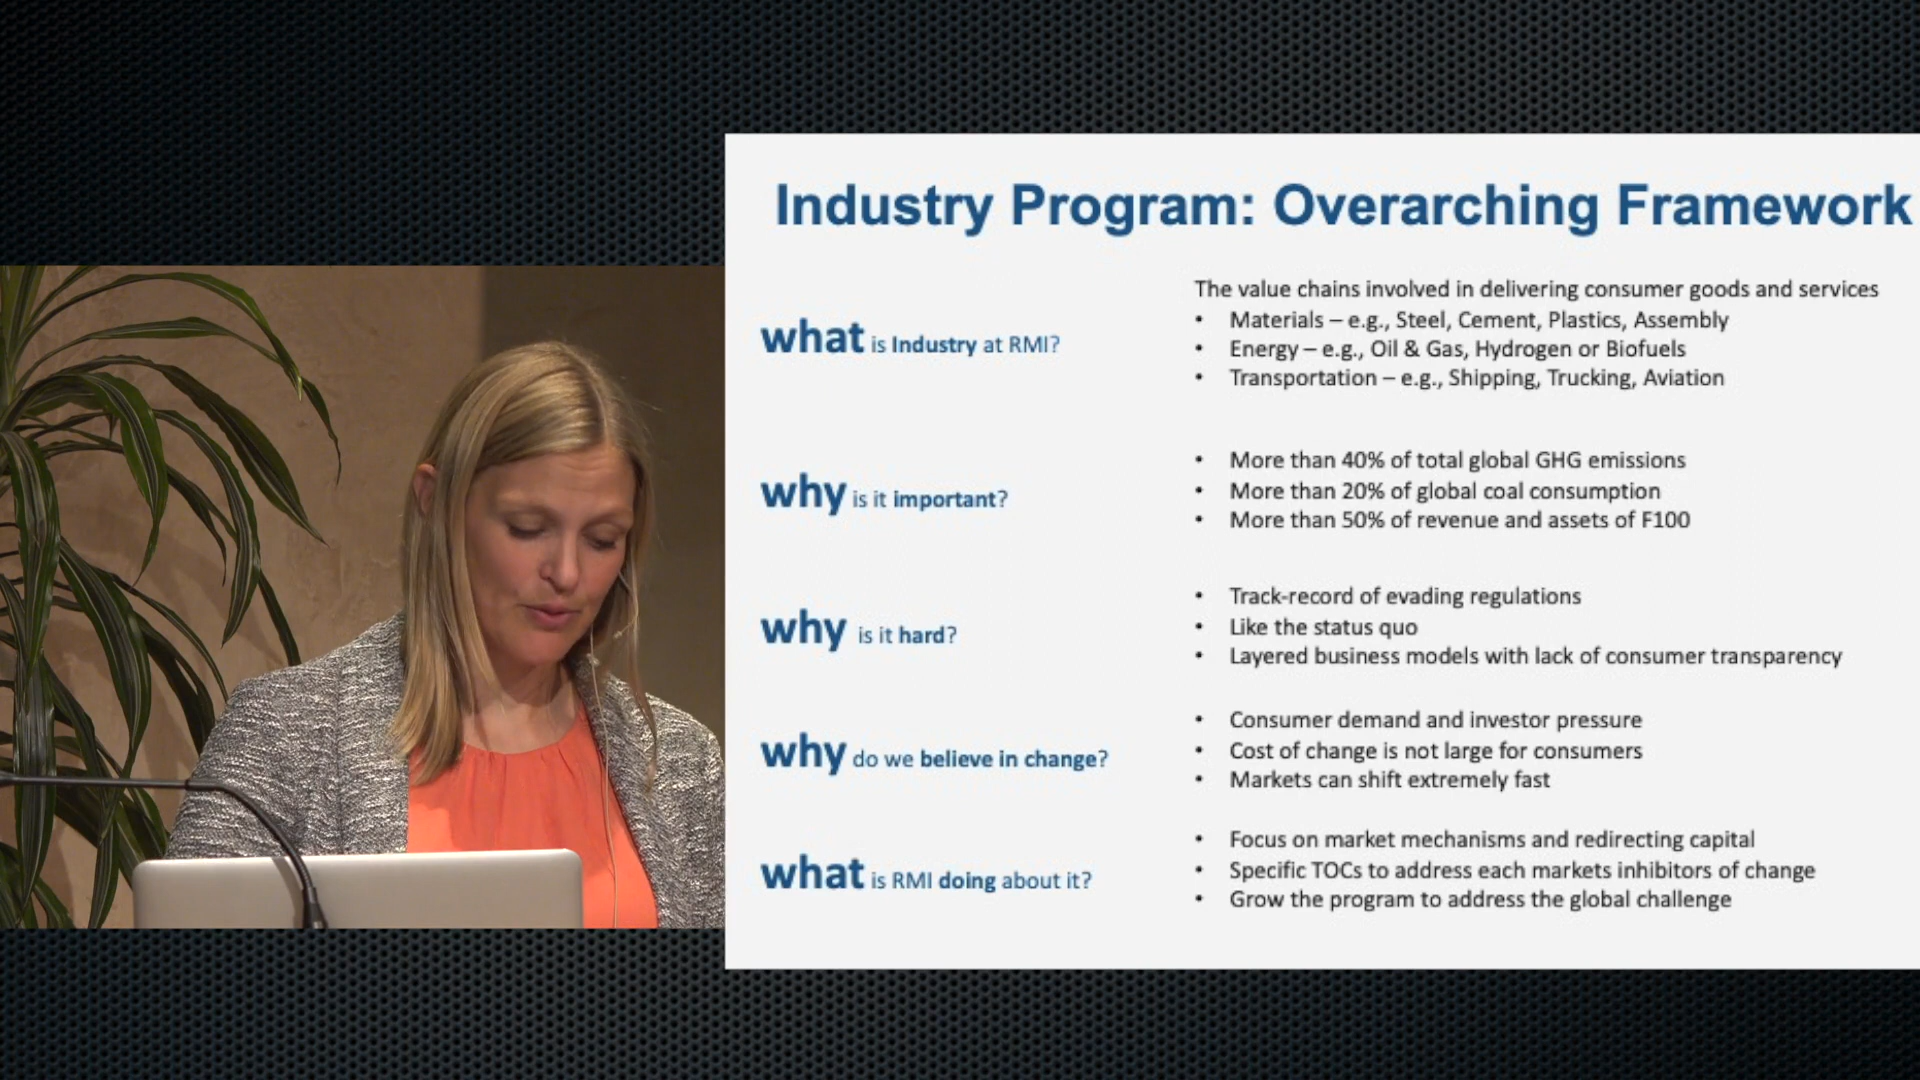 Industry Program: Overarching Framework
what is Industry at RMI?
The value chains involved in delivering consumer goods and services
• Materials – e.g., Steel, Cement, Plastics, Assembly
• Energy – e.g., Oil & Gas, Hydrogen or Biofuels
• Transportation – e.g., Shipping, Trucking, Aviation
why is it important?
• More than 40% of total global GHG emissions
• More than 20% of global coal consumption
• More than 50% of revenue and assets of F100
why is it hard?
• Track-record of evading regulations
• Like the status quo
• Layered business models with lack of consumer transparency
why do we believe in change?
• Consumer demand and investor pressure
• Cost of change is not large for consumers
• Markets can shift extremely fast
what is RMI doing about it?
• Focus on market mechanisms and redirecting capital
• Specific TOCs to address each markets inhibitors of change
• Grow the program to address the global challenge